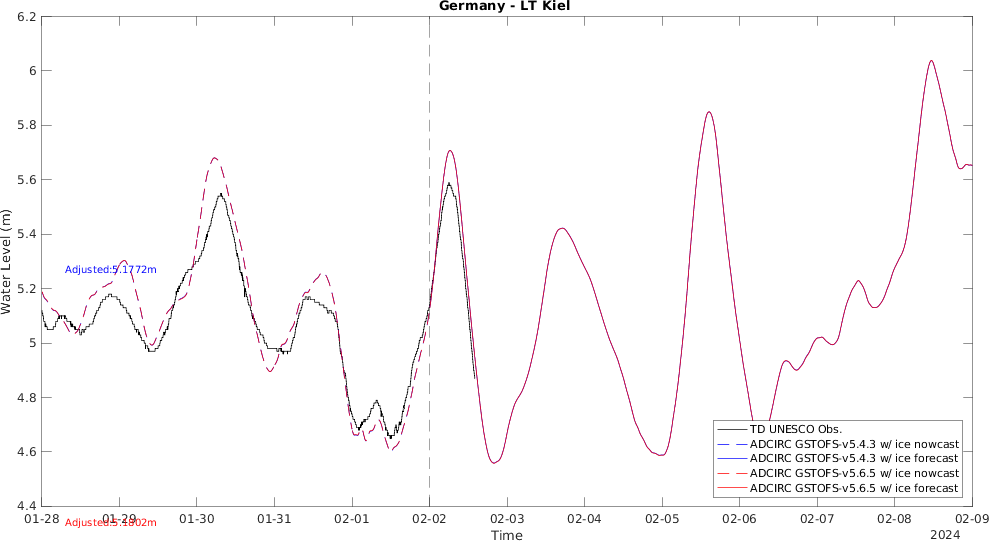 Germany - LT Kiel
6.2
6
5.8
5.6
5.4
5.2
5
4.8
4.6
4.4
Water Level (m)
Adjusted:5.1772m
TD UNESCO Obs.
ADCIRC GSTOFS-v5.4.3 w/ ice nowcast
ADCIRC GSTOFS-v5.4.3 w/ ice forecast
ADCIRC GSTOFS-v5.6.5 w/ ice nowcast
ADCIRC GSTOFS-v5.6.5 w/ ice forecast
01-28 01-29 01-30 01-31 02-01 02-02 02-03 02-04 02-05 02-06 02-07 02-08 02-09
Adjusted:5.1802m
Time
2024